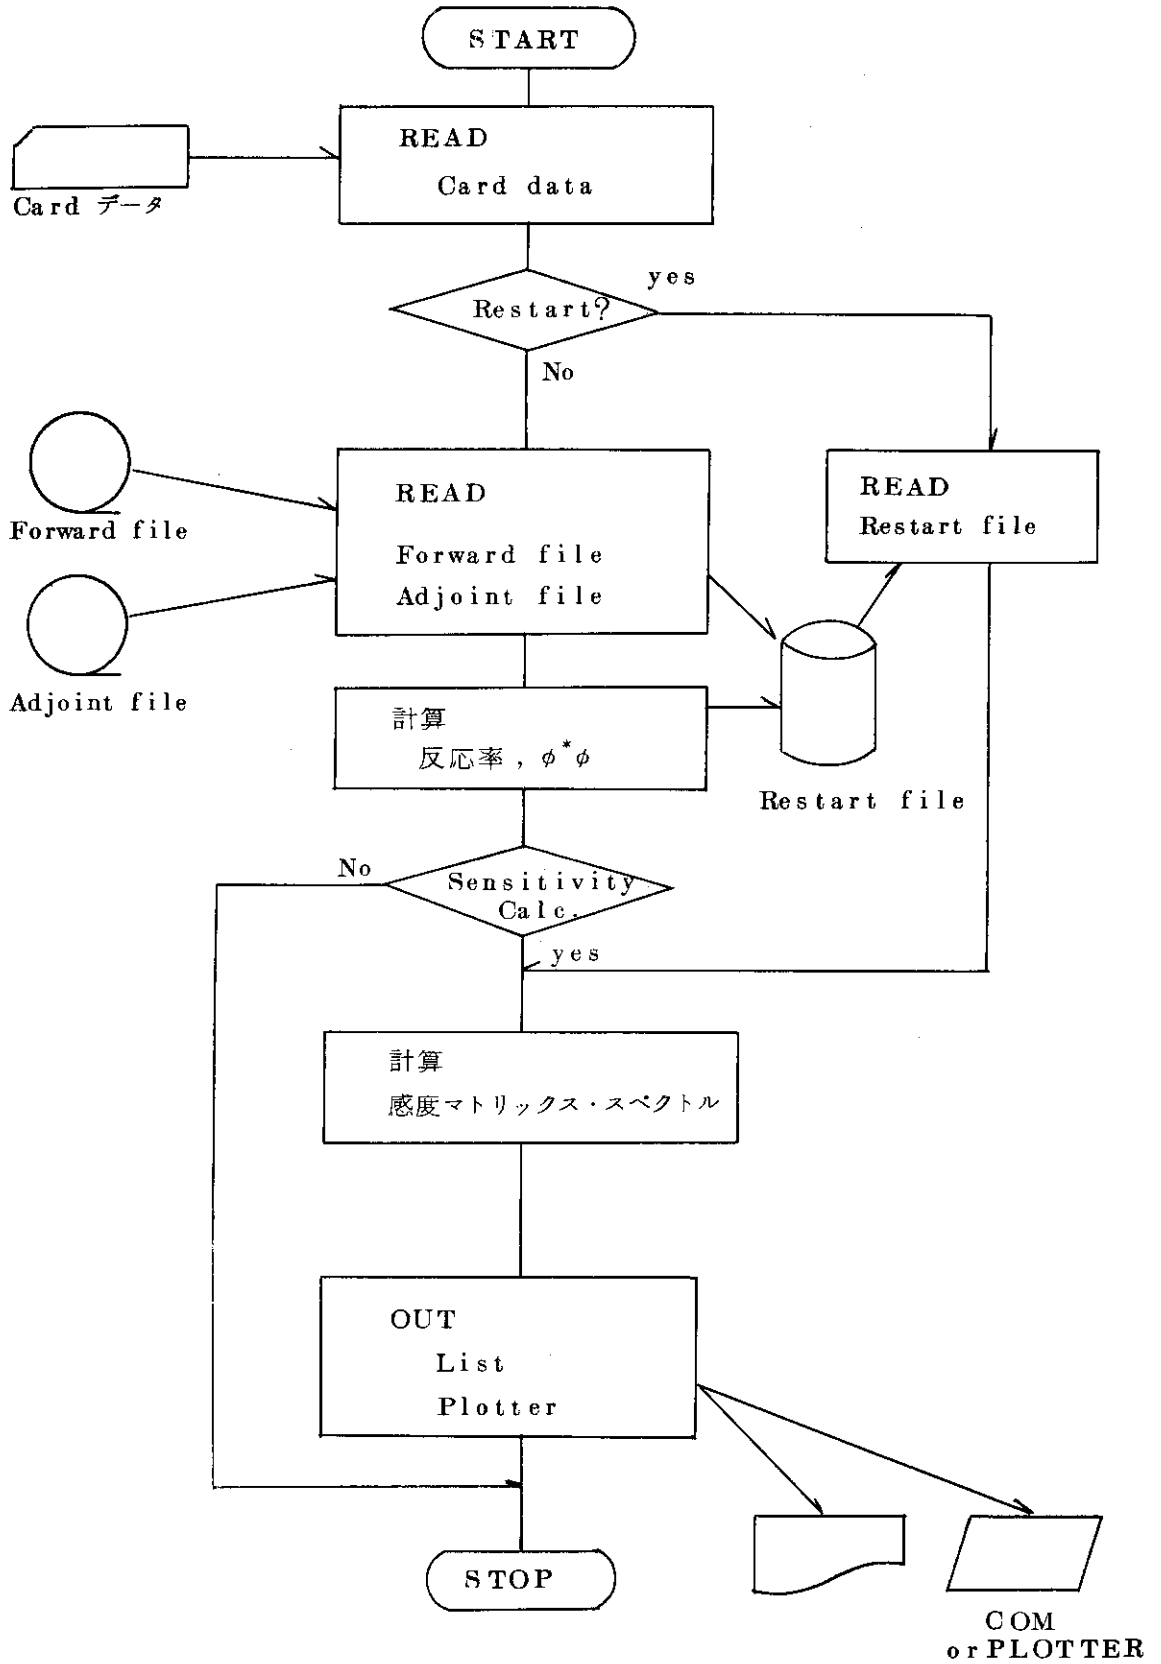 START
READ
Card data
Card データ
yes
Restart?
No
READ
Forward file
Adjoint file
Forward file
Adjoint file
READ
Restart file
計算
反応率 , φ*φ
Restart file
No
Sensitivity
Calc.
yes
計算
感度マトリックス・スペクトル
OUT
List
Plotter
STOP
COM
or PLOTTER